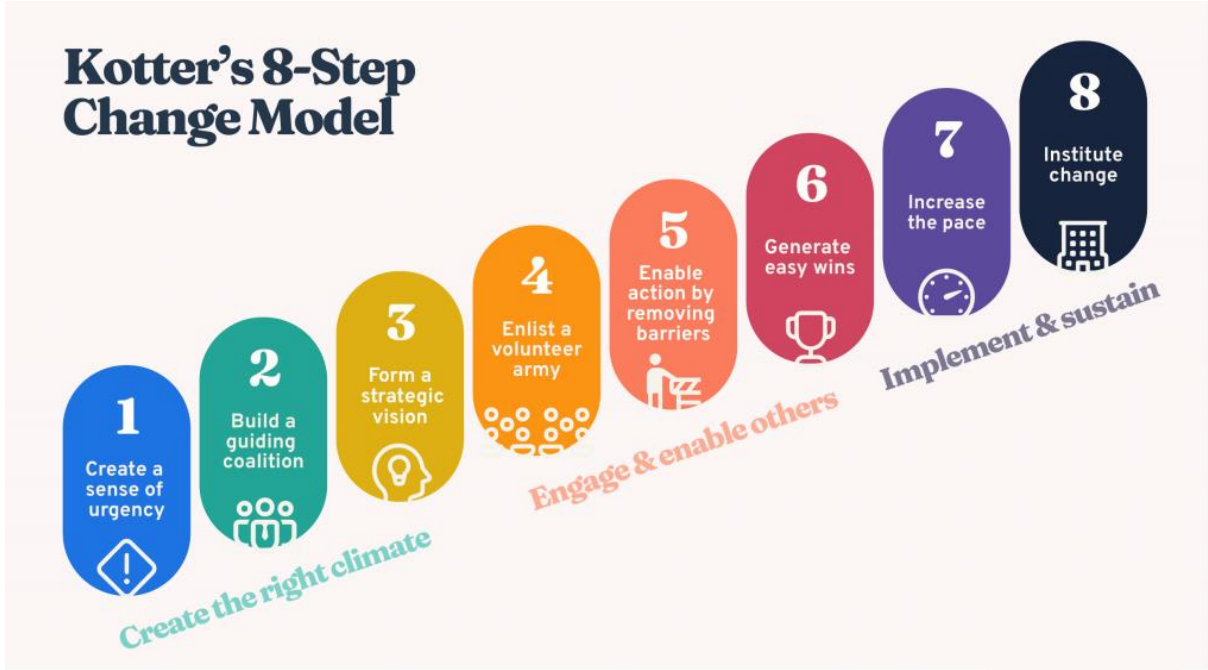 Kotter’s 8-Step
Change Model
1
Create a
sense of
urgency
2
Build a
guiding
coalition
3
Form a
strategic
vision
4
Enlist a
volunteer
army
5
Enable
action by
removing
barriers
6
Generate
easy wins
7
Increase
the pace
8
Institute
change
Create the right climate
Engage & enable others
Implement & sustain